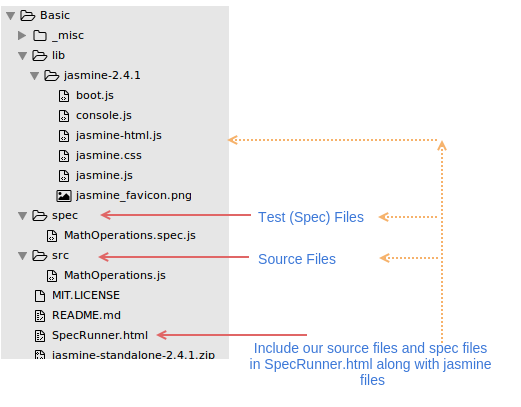 Basic
_misc
lib
jasmine-2.4.1
boot.js
console.js
jasmine-html.js
jasmine.css
jasmine.js
jasmine_favicon.png
spec
Test (Spec) Files
MathOperations.spec.js
src
Source Files
MathOperations.js
MIT.LICENSE
README.md
SpecRunner.html
Include our source files and spec files
in SpecRunner.html along with jasmine
files
jasmine-standalone-2.4.1.zip